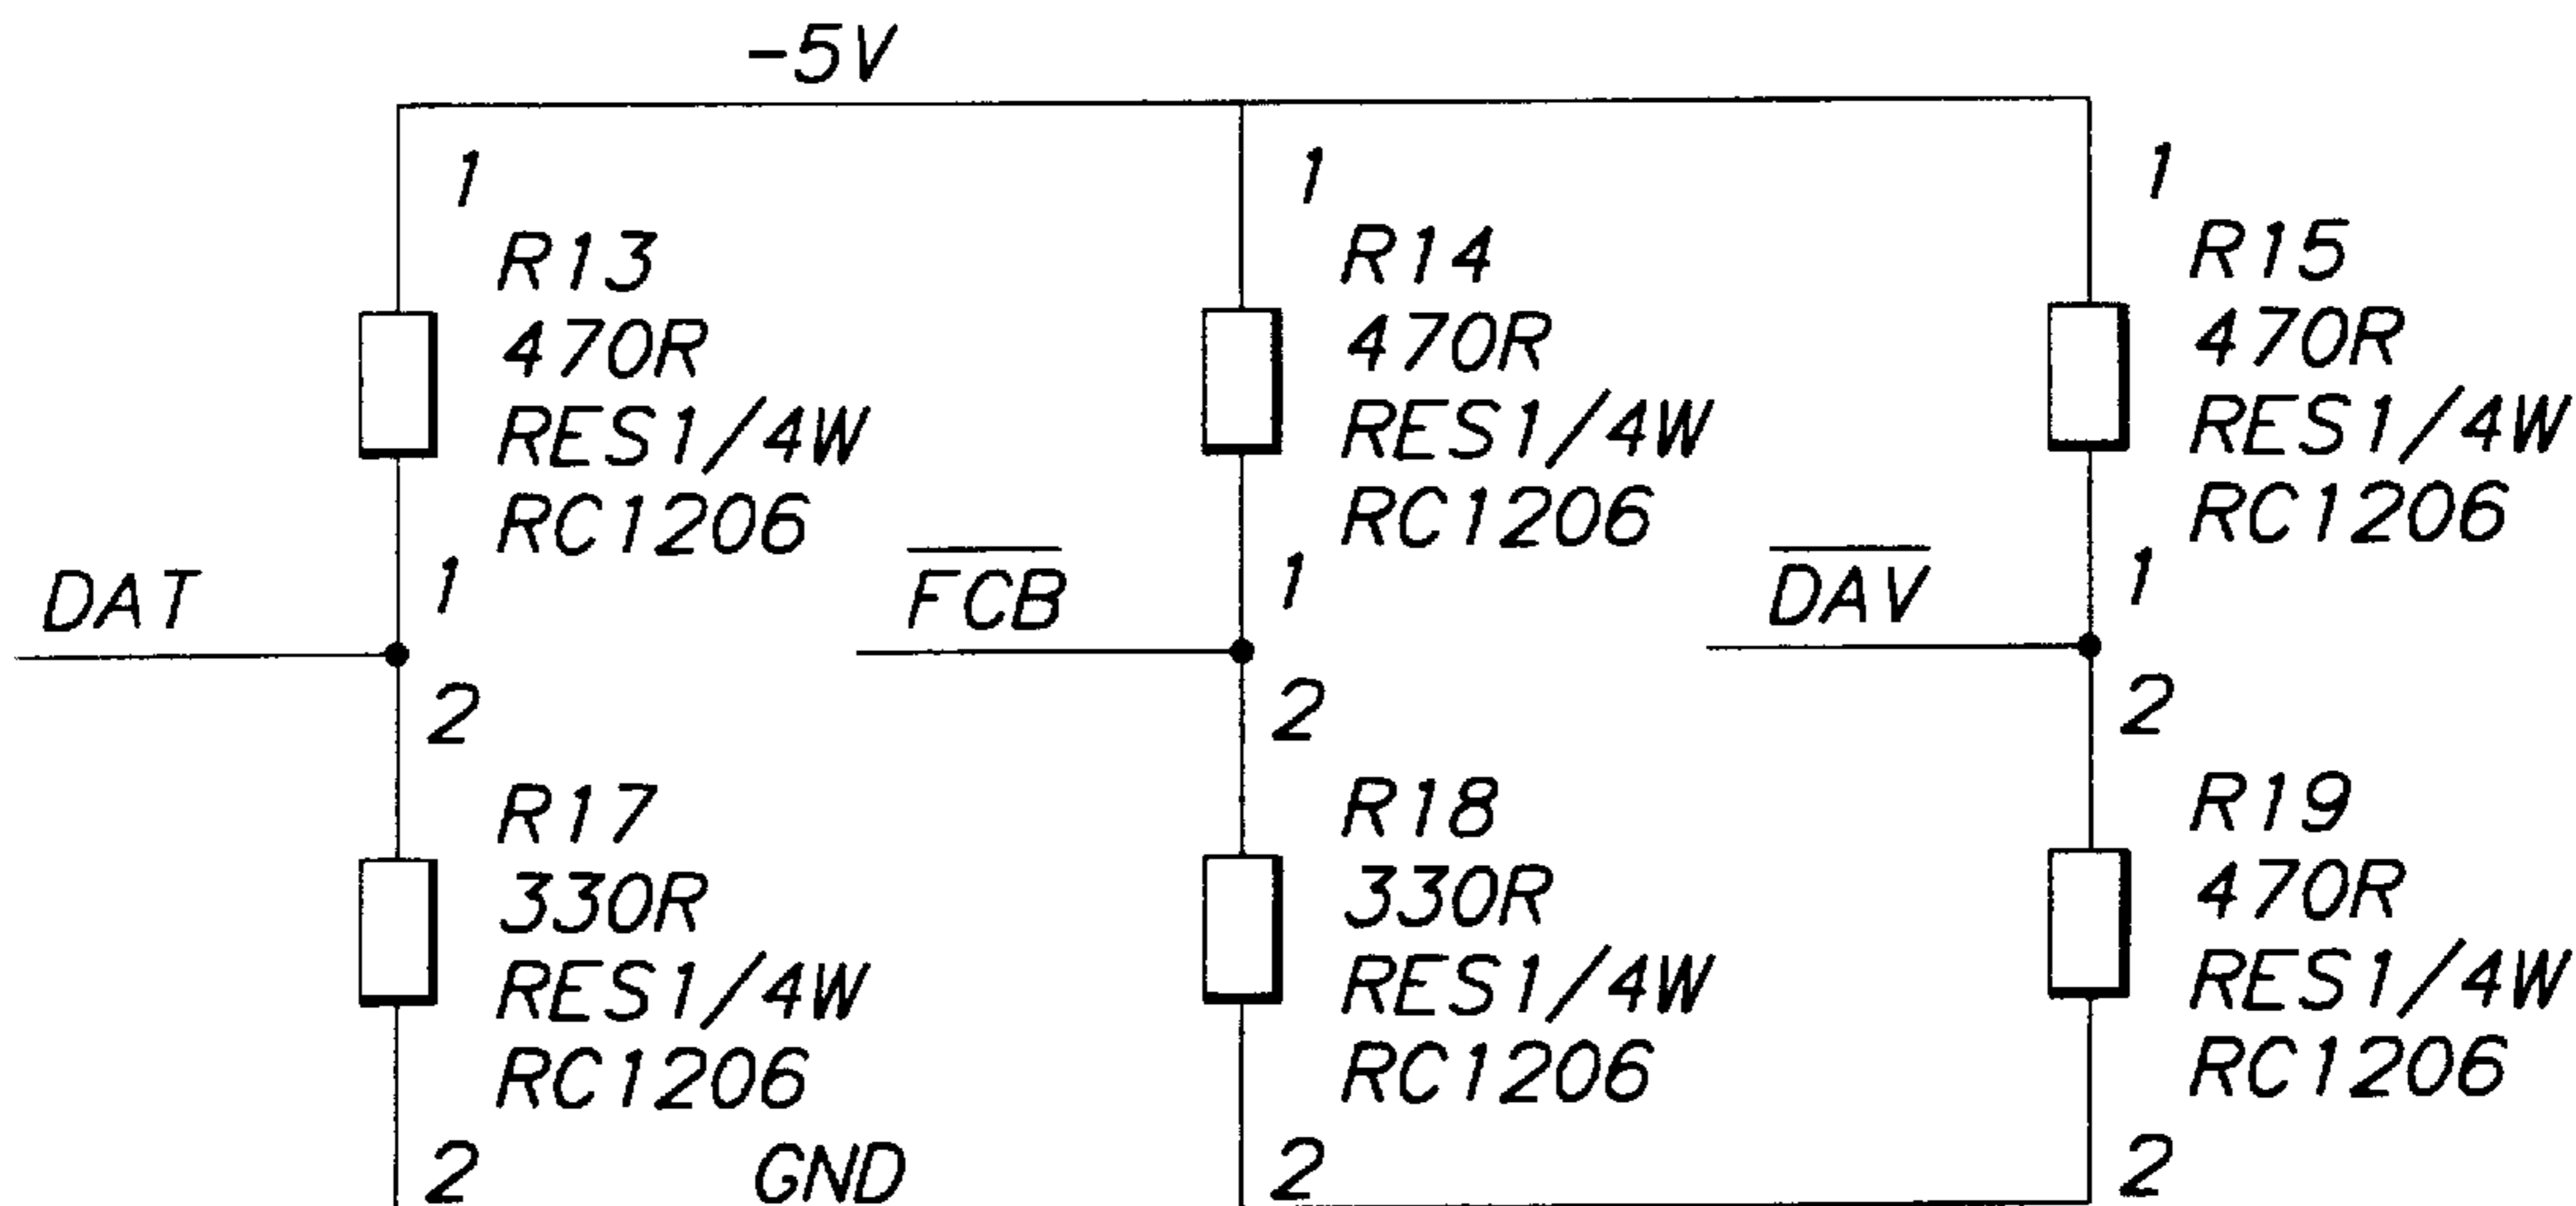 -5V
1
R13
470R
RES1/4W
RC1206
1
R14
470R
RES1/4W
RC1206
1
R15
470R
RES1/4W
RC1206
DAT
1
2
FCB
1
2
DAV
1
2
R17
330R
RES1/4W
RC1206
2
GND
R18
330R
RES1/4W
RC1206
2
R19
470R
RES1/4W
RC1206
2